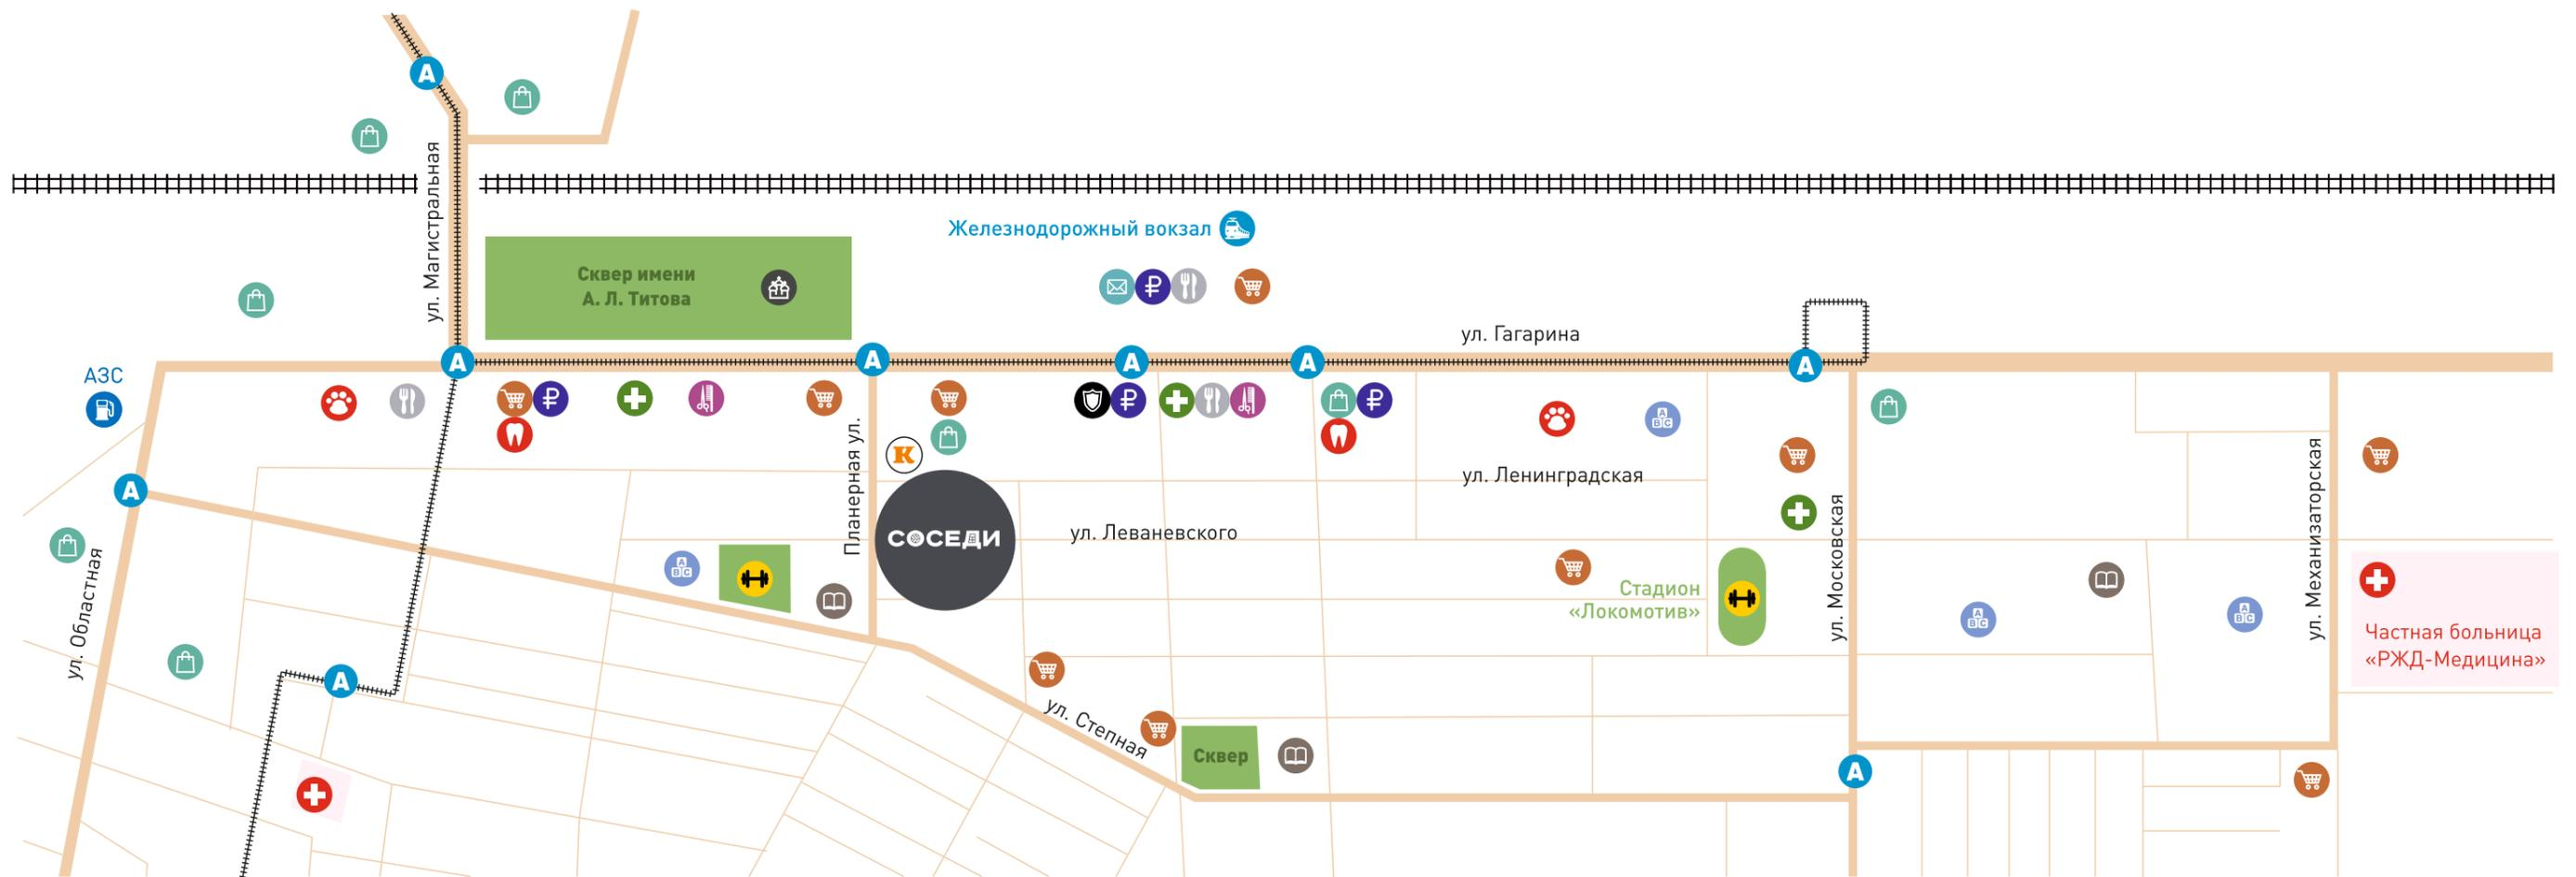 ул. Магистральная
Железнодорожный вокзал
Сквер имени
А. Л. Титова
ул. Гагарина
АЗС
А
А
А
А
А
А
А
А
А
K
Планерная ул.
СОСЕДИ
ул. Ленинградская
ул. Леваневского
ул. Областная
Стадион
«Локомотив»
ул. Московская
ул. Механизаторская
Частная больница
«РЖД-Медицина»
ул. Степная
Сквер
A
B C
A
B C
A
B C
A
B C